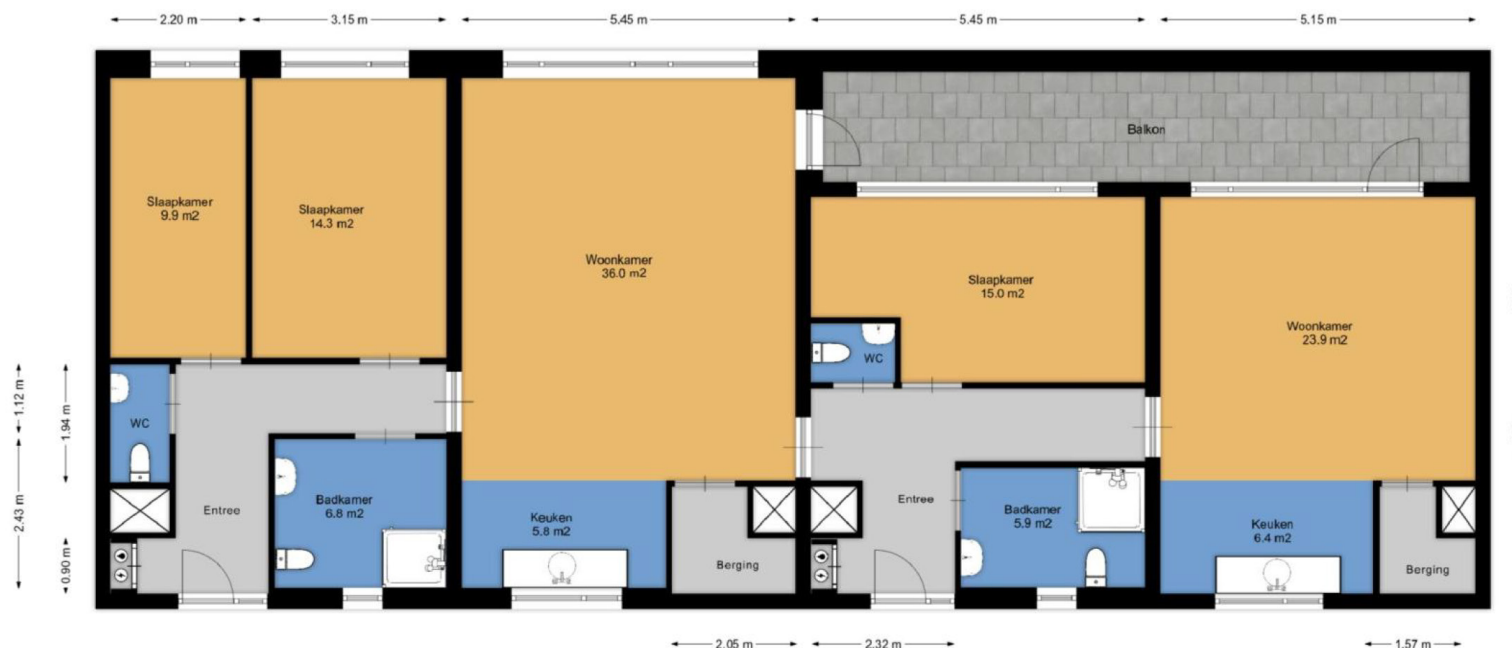 2.20 m
3.15 m
5.45 m
5.45 m
5.15 m
Balkon
Slaapkamer
9.9 m2
Slaapkamer
14.3 m2
Woonkamer
36.0 m2
Slaapkamer
15.0 m2
Woonkamer
23.9 m2
WC
1.12 m
1.94 m
WC
2.43 m
Entree
Badkamer
6.8 m2
Keuken
5.8 m2
Entree
Badkamer
5.9 m2
Keuken
6.4 m2
0.90 m
Berging
Berging
2.05 m
2.32 m
1.57 m